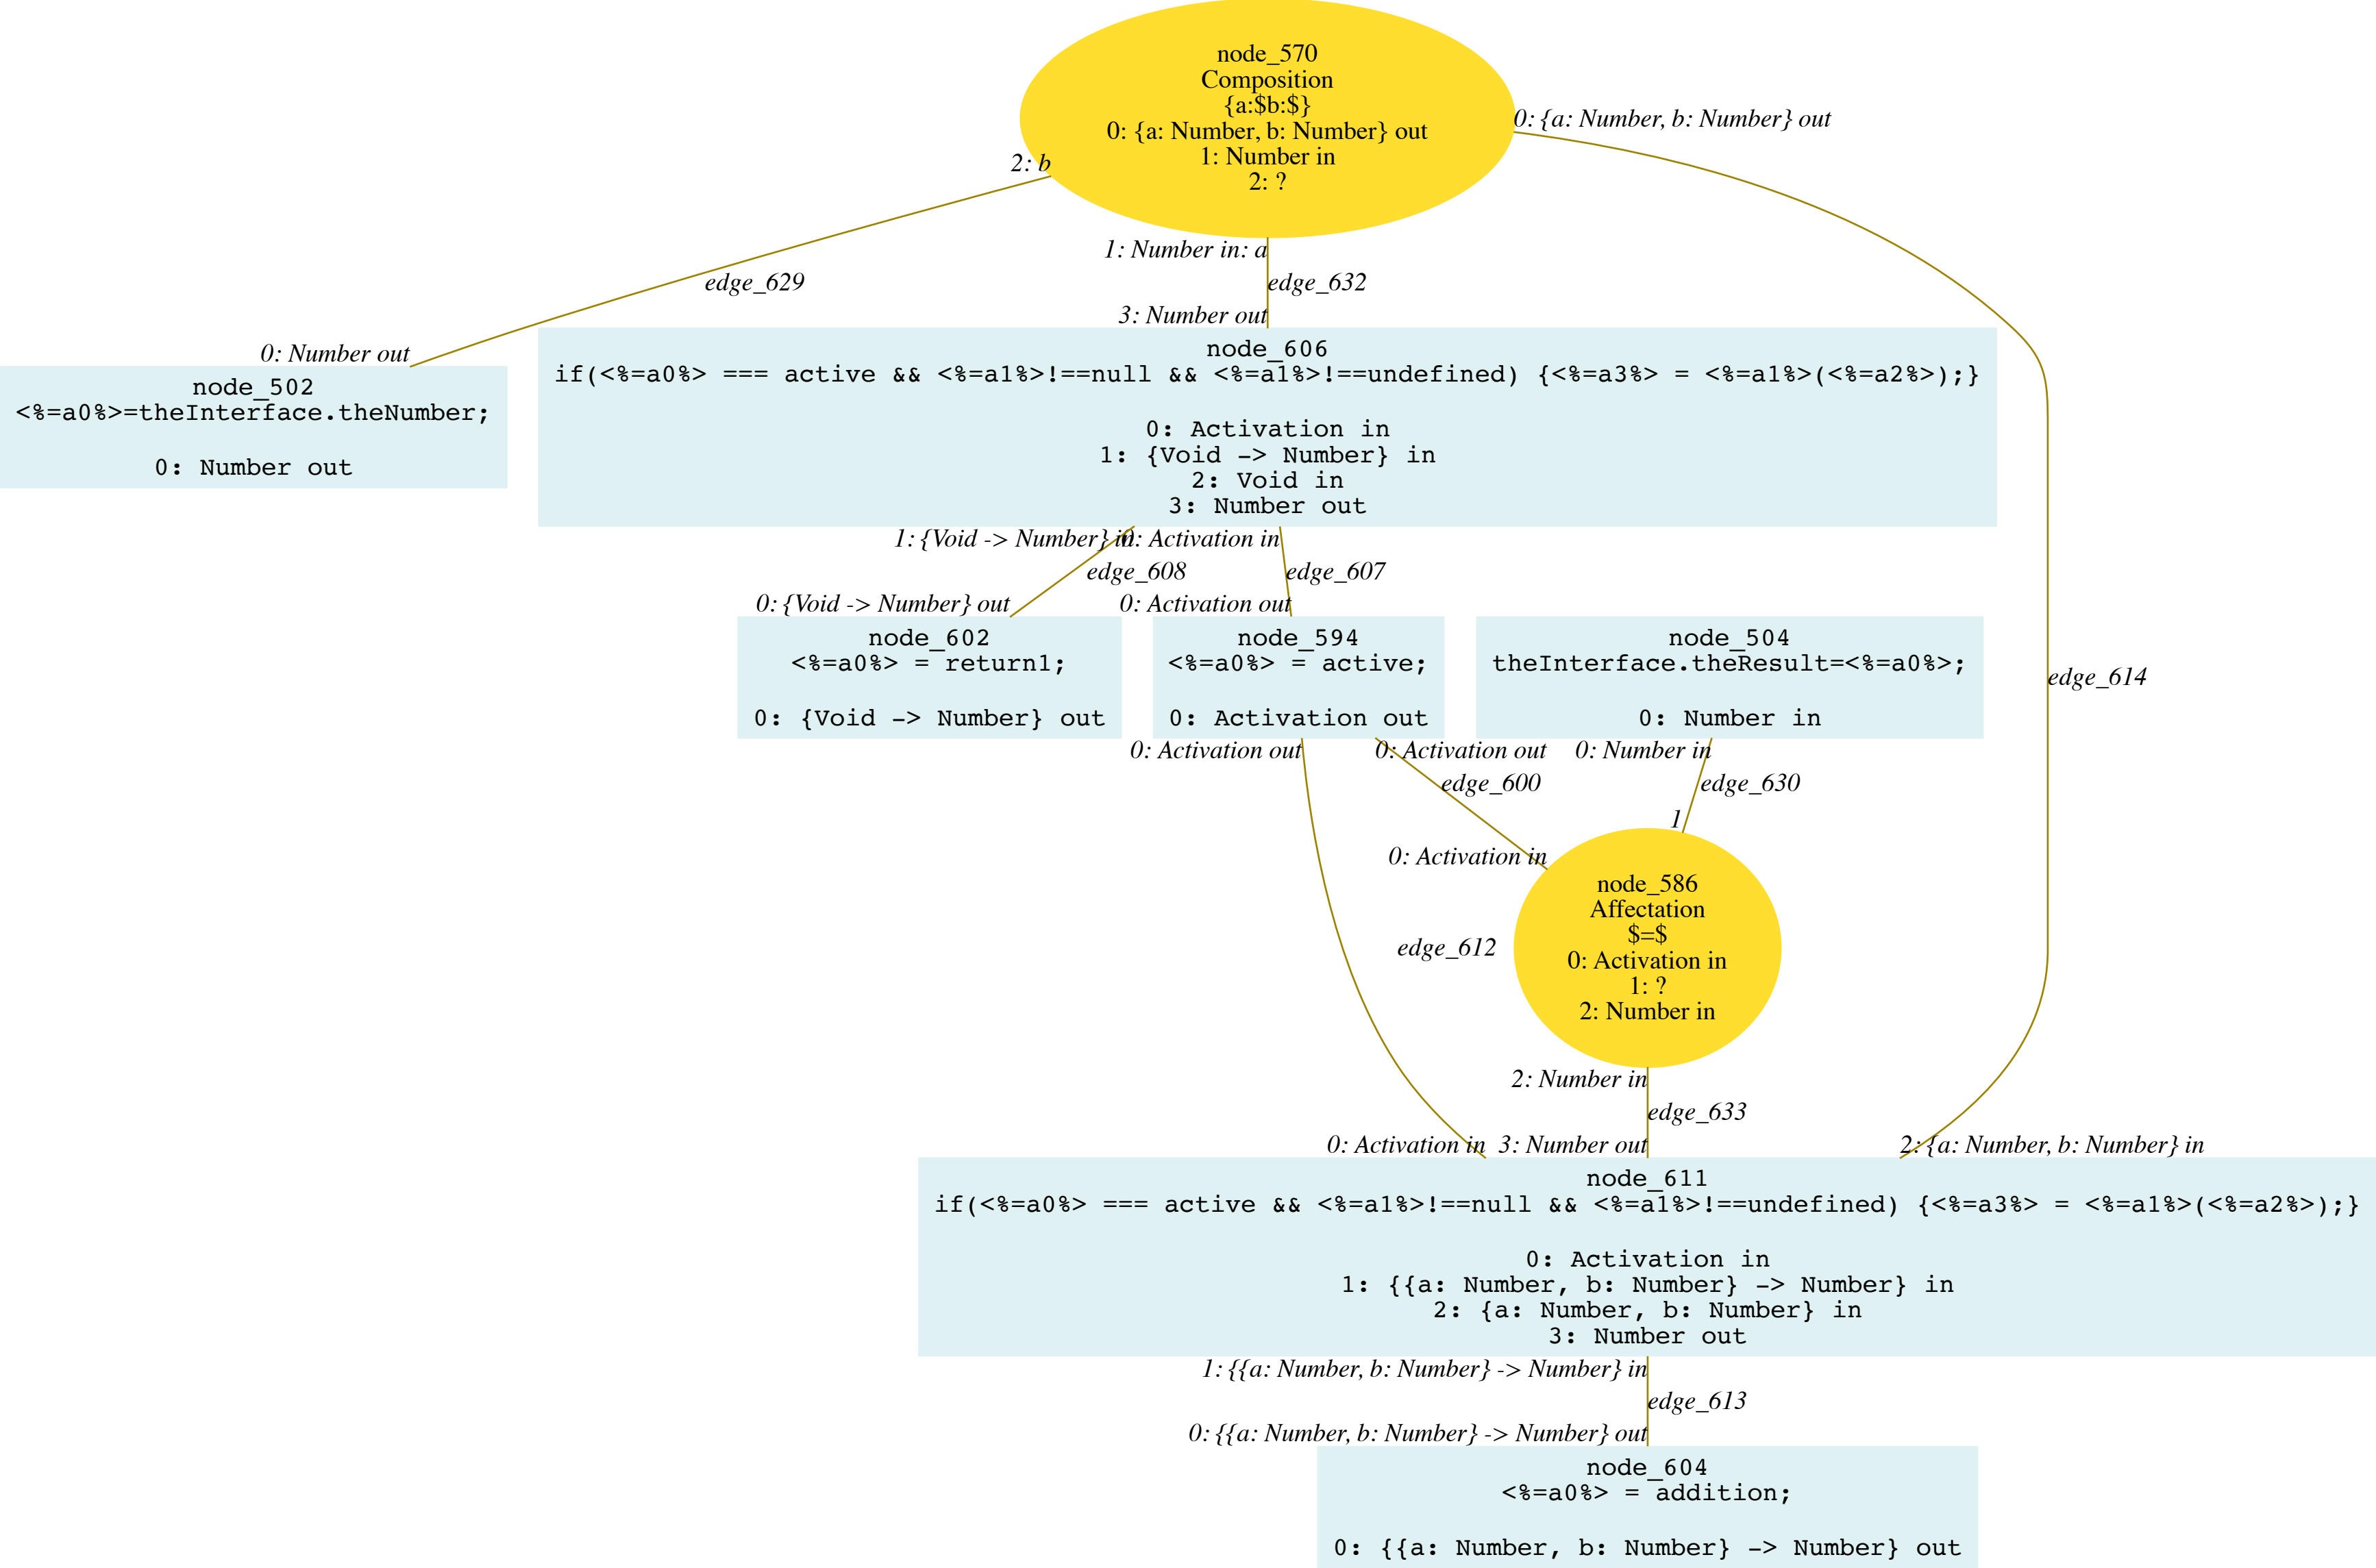 node_570
Composition
{a:$b:$}
0: {a: Number, b: Number} out
1: Number in
2: ?
0: {a: Number, b: Number} out
2: b
1: Number in: a
edge_629
edge_632
3: Number out
0: Number out
node_502
<%=a0%>=theInterface.theNumber;
0: Number out
node_606
if(<%=a0%> === active && <%=a1%>!==null && <%=a1%>!==undefined) {<%=a3%> = <%=a1%>(<%=a2%>);}
0: Activation in
1: {Void -> Number} in
2: Void in
3: Number out
1: {Void -> Number} in
0: Activation in
edge_608
edge_607
0: {Void -> Number} out
0: Activation out
node_602
<%=a0%> = return1;
0: {Void -> Number} out
node_594
<%=a0%> = active;
0: Activation out
node_504
theInterface.theResult=<%=a0%>;
0: Number in
edge_614
0: Activation out
0: Activation out
0: Number in
edge_600
edge_630
1
0: Activation in
node_586
Affectation
$=$
0: Activation in
1: ?
2: Number in
edge_612
2: Number in
edge_633
0: Activation in
3: Number out
2: {a: Number, b: Number} in
node_611
if(<%=a0%> === active && <%=a1%>!==null && <%=a1%>!==undefined) {<%=a3%> = <%=a1%>(<%=a2%>);}
0: Activation in
1: {{a: Number, b: Number} -> Number} in
2: {a: Number, b: Number} in
3: Number out
1: {{a: Number, b: Number} -> Number} in
edge_613
0: {{a: Number, b: Number} -> Number} out
node_604
<%=a0%> = addition;
0: {{a: Number, b: Number} -> Number} out